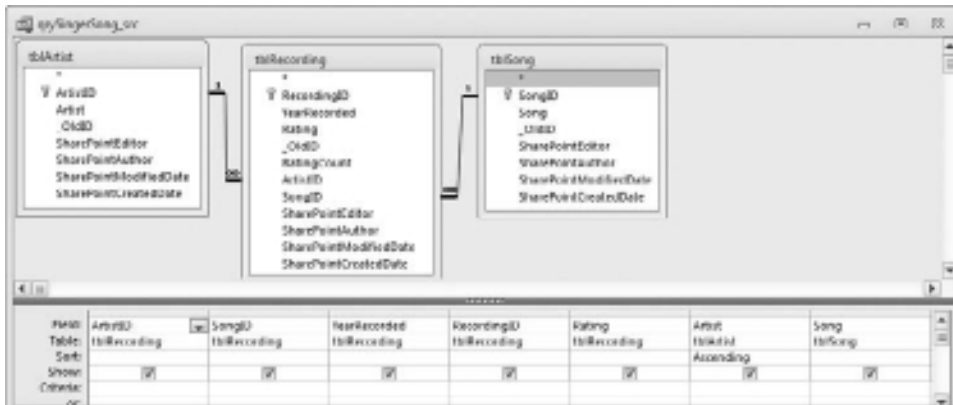 qrySingerSong_src
tblArtist
*
ArtistID
Artist
_OldID
SharePointEditor
SharePointAuthor
SharePointModifiedDate
SharePointCreatedDate
1
∞
tblRecording
*
RecordingID
YearRecorded
Rating
_OldID
RatingCount
ArtistID
SongID
SharePointEditor
SharePointAuthor
SharePointModifiedDate
SharePointCreatedDate
1
∞
tblSong
*
SongID
Song
_OldID
SharePointEditor
SharePointAuthor
SharePointModifiedDate
SharePointCreatedDate
Field: ArtistID SongID YearRecorded RecordingID Rating Artist Song
Table: tblRecording tblRecording tblRecording tblRecording tblRecording tblArtist tblSong
Sort: Ascending
Show:
Criteria:
or: